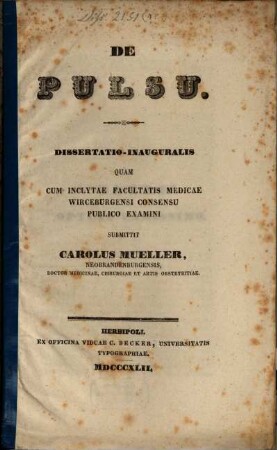 DE
PULSU.
DISSERTATIO-INAUGURALIS
QUAM
CUM INCLYTAE FACULTATIS MEDICAE
WIRCEBURGENSI CONSENSU
PUBLICO EXAMINI
SUBMITTIT
CAROLUS MUELLER,
NEOBRANDENBURGENSIS,
DOCTOR MEDICINAE, CHIRURGIAE ET ARTIS OBSTETRITIAE.
HERBIPOLI.
EX OFFICINA VIDUAE C. BECKER, UNIVERSITATIS
TYPOGRAPHIAE.
MDCCCXLII.